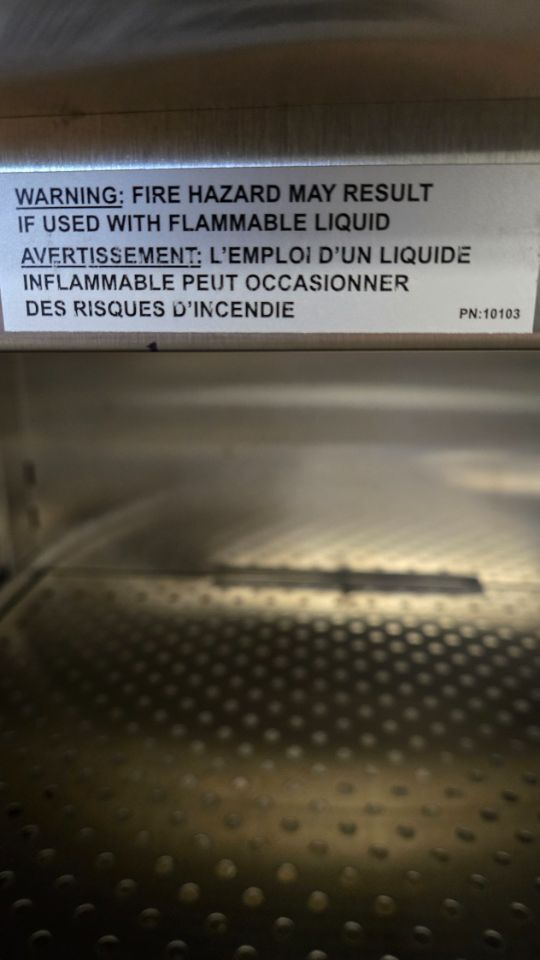 WARNING: FIRE HAZARD MAY RESULT
IF USED WITH FLAMMABLE LIQUID
AVERTISSEMENT: L'EMPLOI D'UN LIQUIDE
INFLAMMABLE PEUT OCCASIONNER
DES RISQUES D'INCENDIE
PN:10103